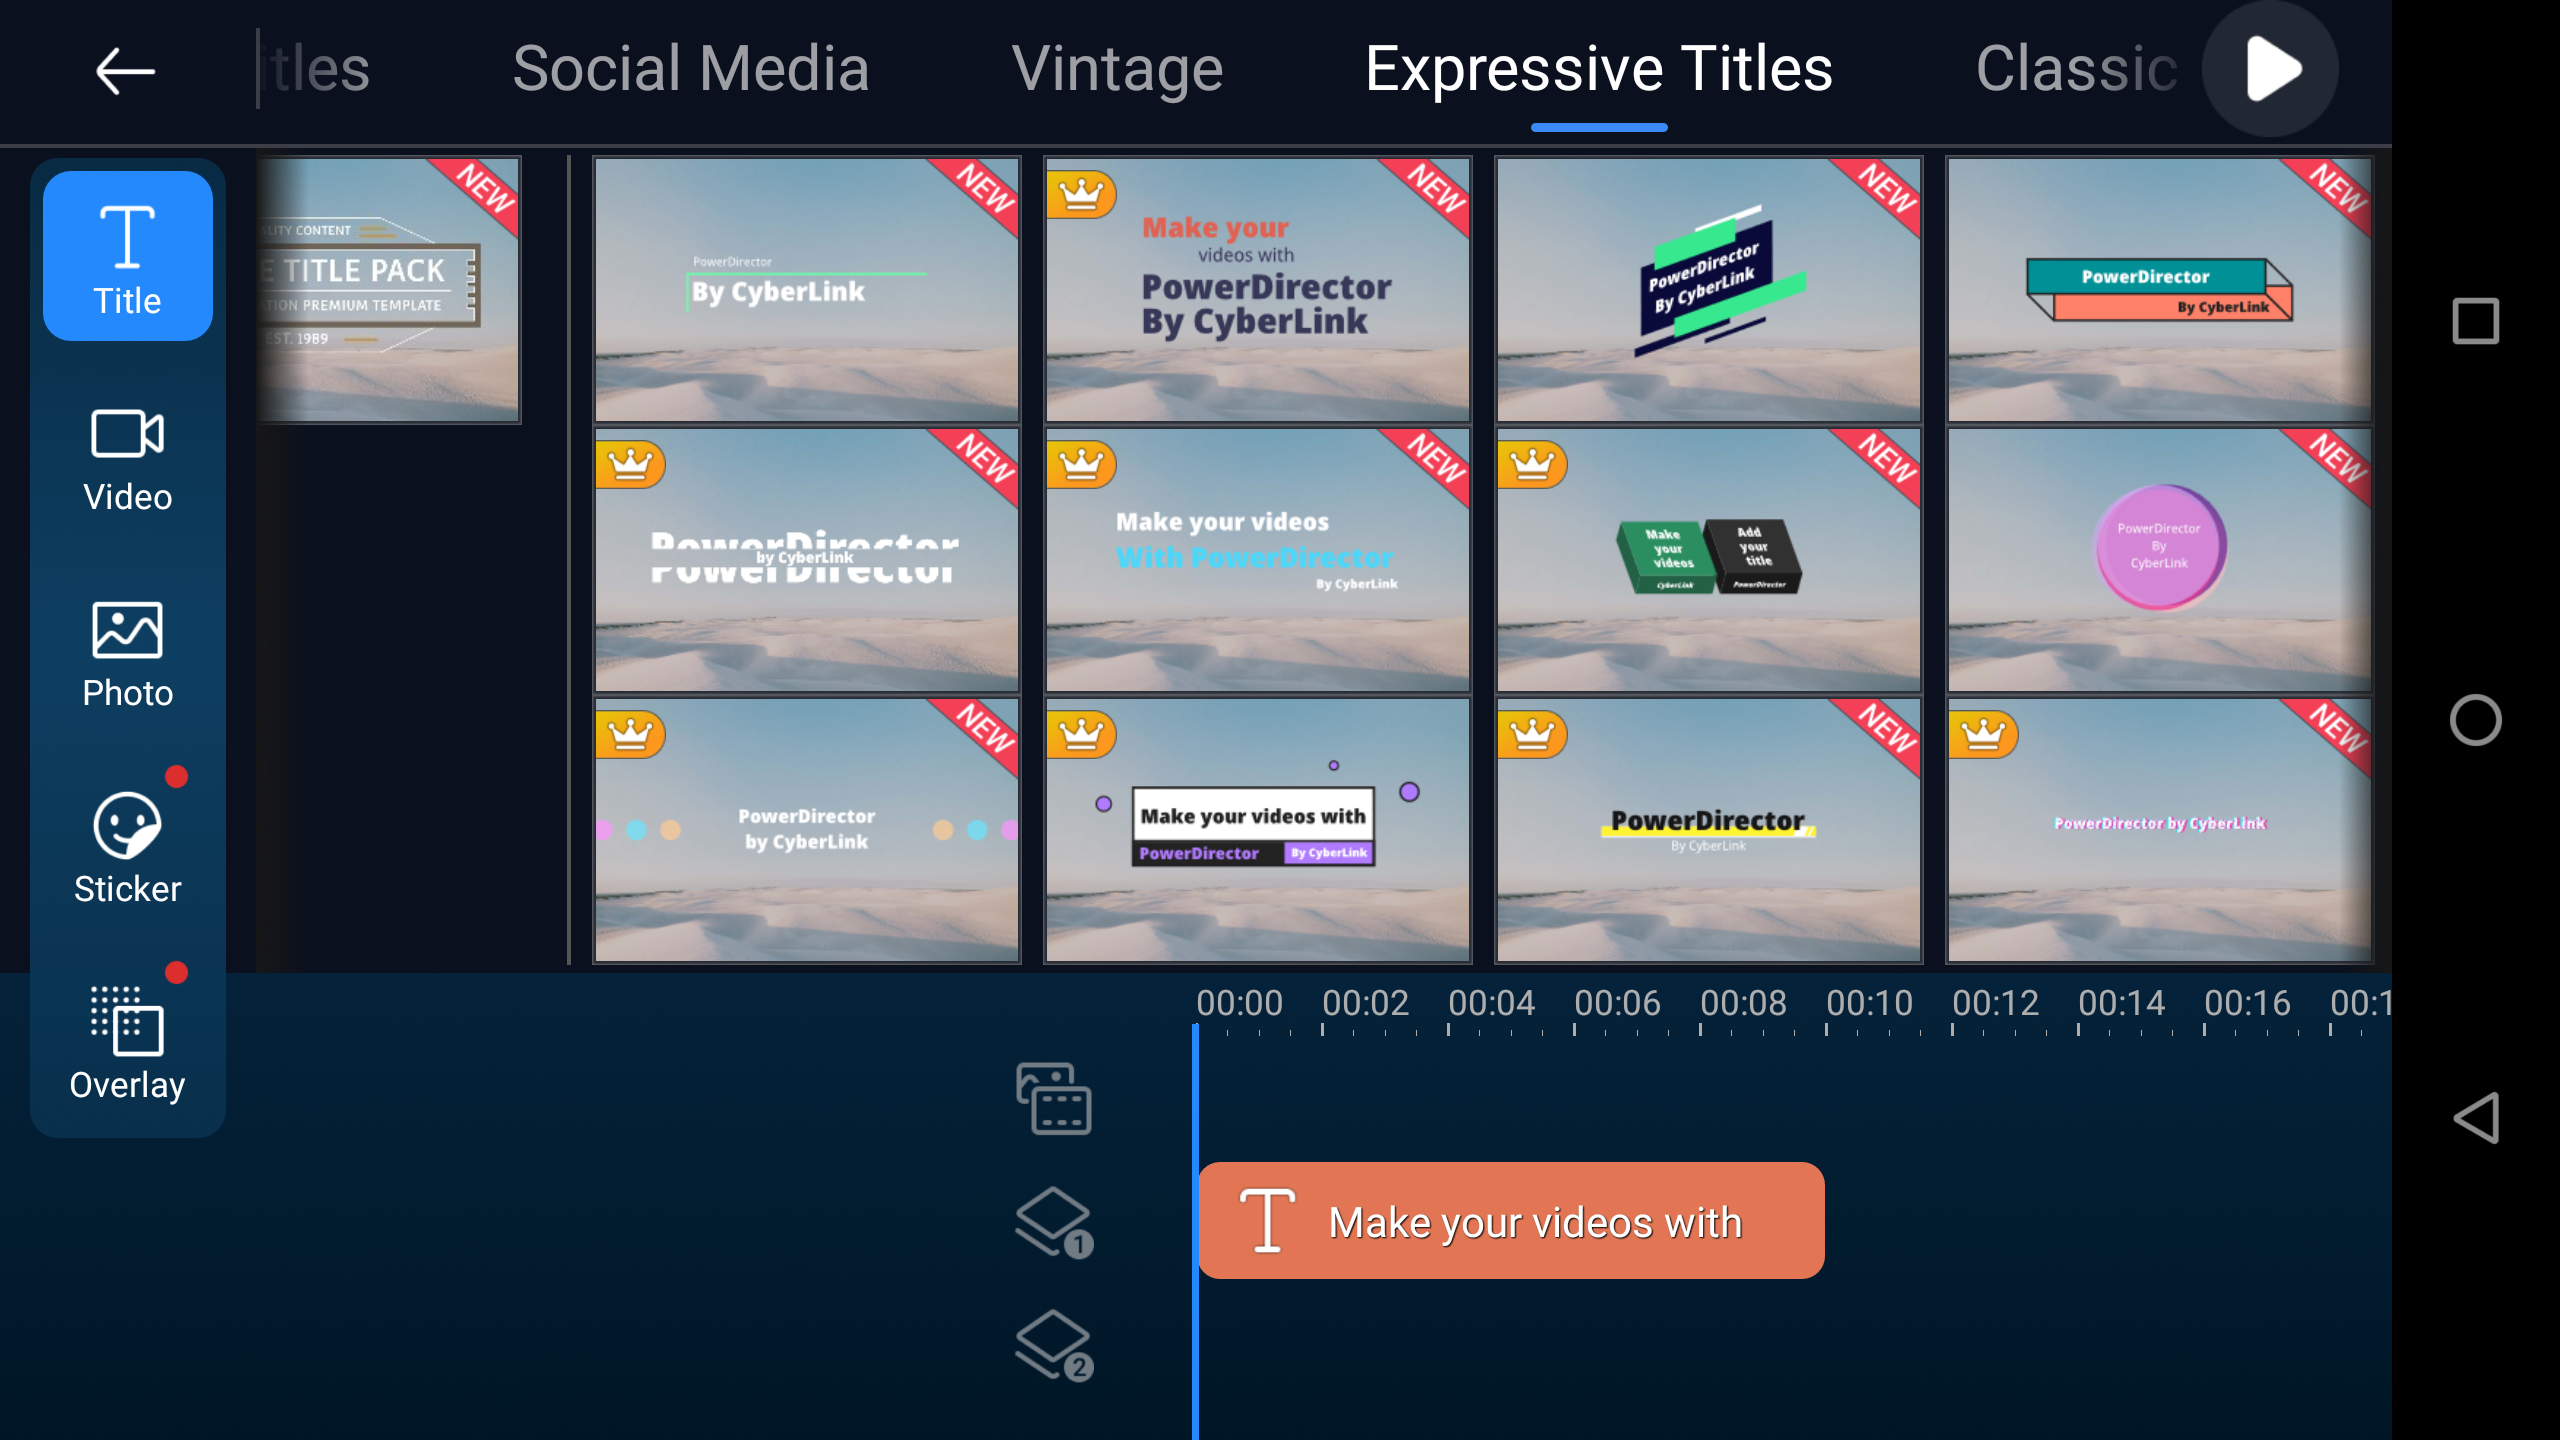 itles
Social Media
Vintage
Expressive Titles
Classic
Title
Video
Photo
Sticker
Overlay
NEW
LITY CONTENT
E TITLE PACK
ATION PREMIUM TEMPLATE
EST. 1989
NEW
PowerDirector
By CyberLink
NEW
Make your
videos with
PowerDirector
By CyberLink
NEW
PowerDirector
By CyberLink
NEW
PowerDirector
By CyberLink
NEW
PowerDirector
by CyberLink
PowerDirector
NEW
Make your videos
With PowerDirector
By CyberLink
NEW
Make
your
videos
CyberLink
Add
your
title
PowerDirector
NEW
PowerDirector
By
CyberLink
NEW
PowerDirector
by CyberLink
Make your videos with
PowerDirector
By CyberLink
NEW
PowerDirector
By CyberLink
NEW
PowerDirector by CyberLink
00:00 00:02 00:04 00:06 00:08 00:10 00:12 00:14 00:16 00:1
1
Make your videos with
2